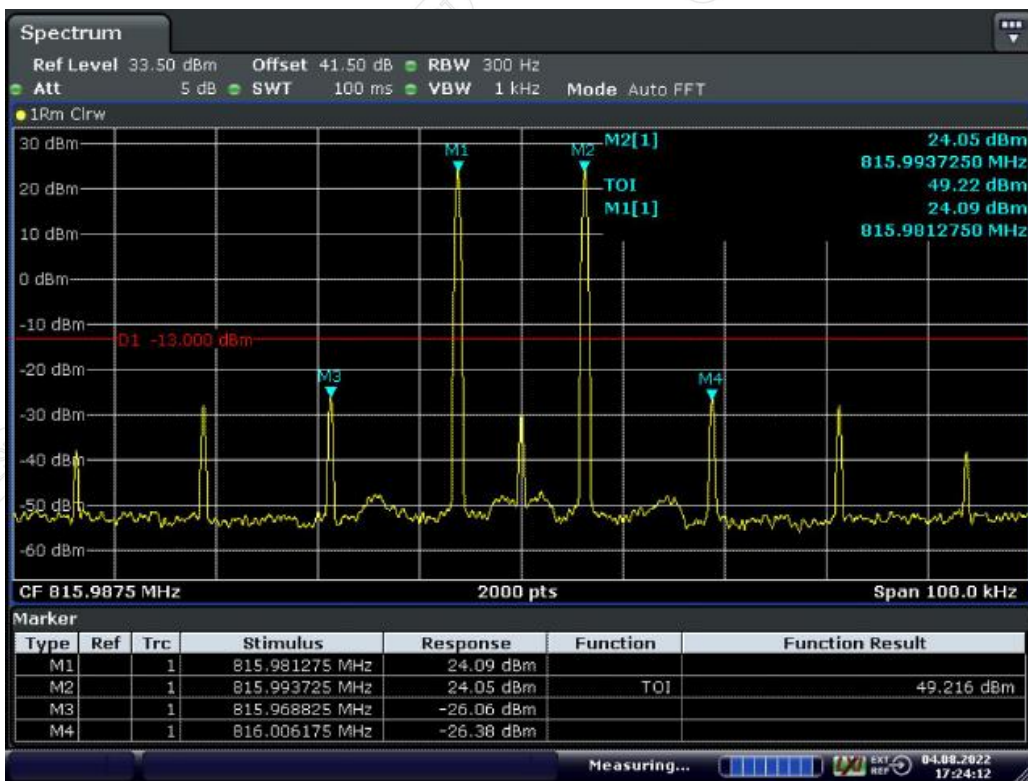 Spectrum
Ref Level 33.50 dBm Offset 41.50 dB RBW 300 Hz
Att 5 dB SWT 100 ms VBW 1 kHz Mode Auto FFT
1Rm Clrw
30 dBm
20 dBm
10 dBm
0 dBm
-10 dBm
-20 dBm
-30 dBm
-40 dBm
-50 dBm
-60 dBm
M1
M2
M2[1] 24.05 dBm
815.9937250 MHz
TOI 49.22 dBm
M1[1] 24.09 dBm
815.9812750 MHz
D1 -13.000 dBm
M3
M4
CF 815.9875 MHz 2000 pts Span 100.0 kHz
Marker
Type Ref Trc Stimulus Response Function Function Result
M1 1 815.981275 MHz 24.09 dBm
M2 1 815.993725 MHz 24.05 dBm TOI 49.216 dBm
M3 1 815.968825 MHz -26.06 dBm
M4 1 816.006175 MHz -26.38 dBm
Measuring... LXI EXT REF 04.08.2022
17:24:12